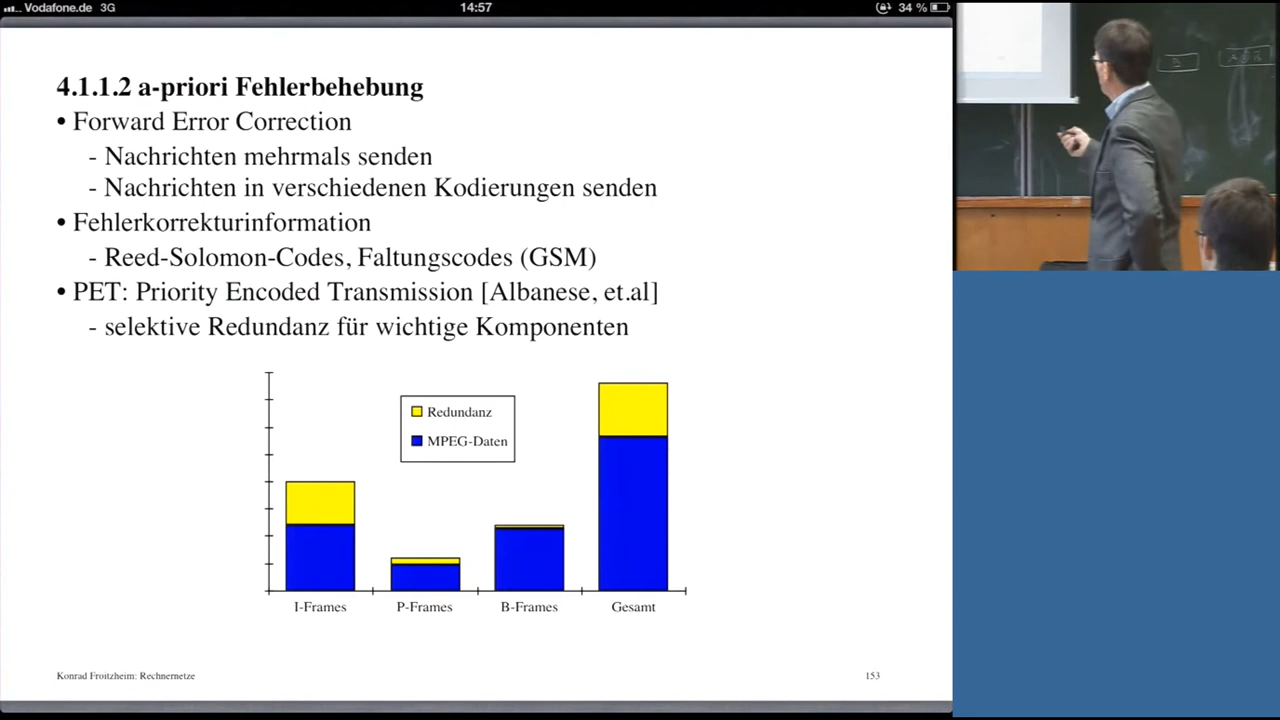 Vodafone.de 3G 14:57 34 %
4.1.1.2 a-priori Fehlerbehebung
• Forward Error Correction
- Nachrichten mehrmals senden
- Nachrichten in verschiedenen Kodierungen senden
• Fehlerkorrekturinformation
- Reed-Solomon-Codes, Faltungscodes (GSM)
• PET: Priority Encoded Transmission [Albanese, et.al]
- selektive Redundanz für wichtige Komponenten
Redundanz
MPEG-Daten
I-Frames P-Frames B-Frames Gesamt
Konrad Froitzheim: Rechnernetze 153